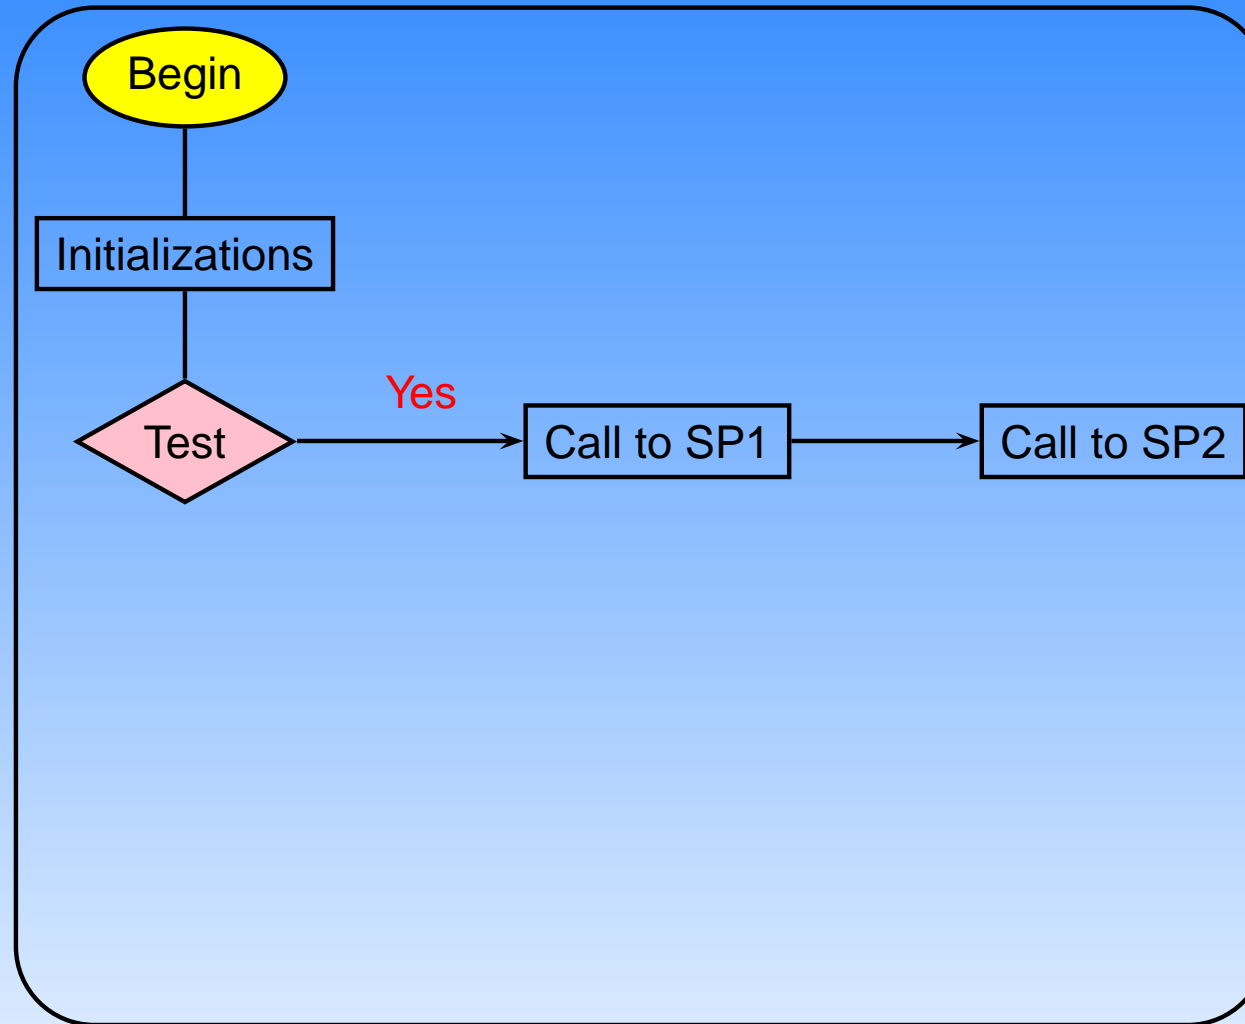 Begin
Initializations
Yes
Test
Call to SP1
Call to SP2